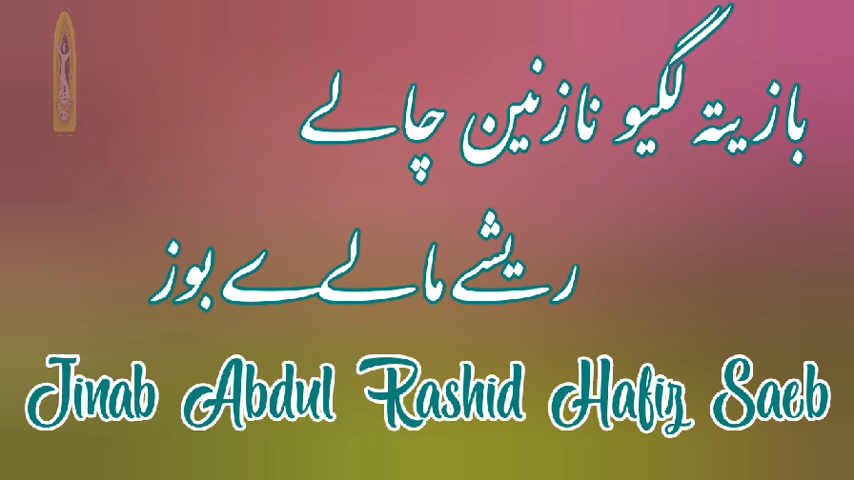 بازیتہ لگیو نازنین چالے
ریشے مالے بوز
Jinab Abdul Rashid Hafiz Saeb